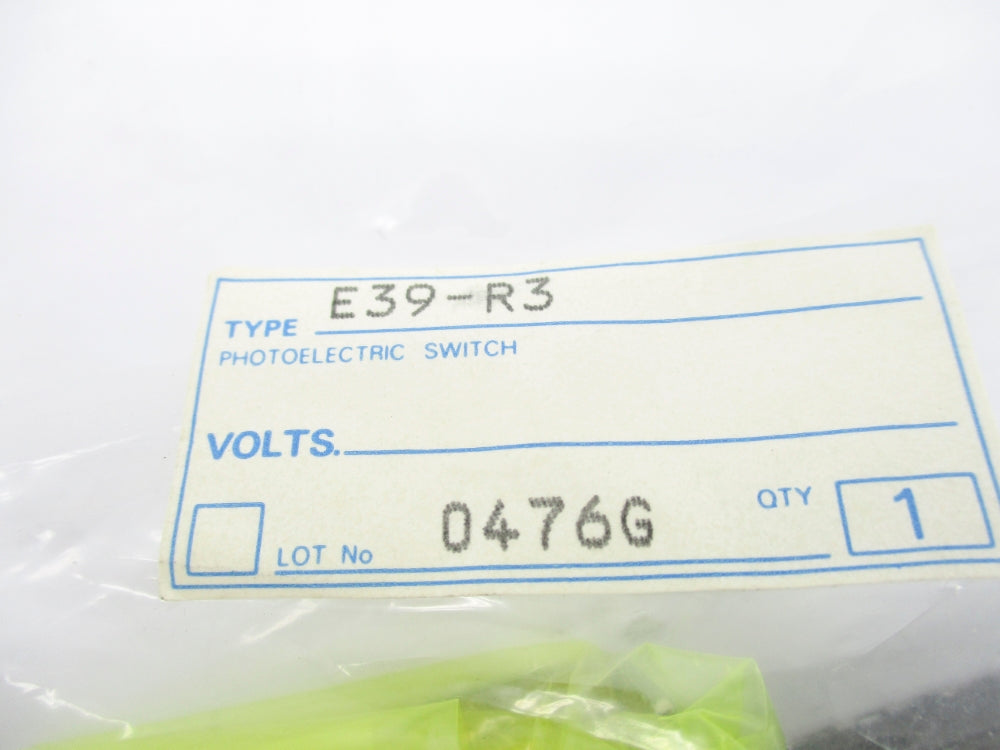 TYPE E39-R3
PHOTOELECTRIC SWITCH
VOLTS.
LOT No 0476G QTY 1